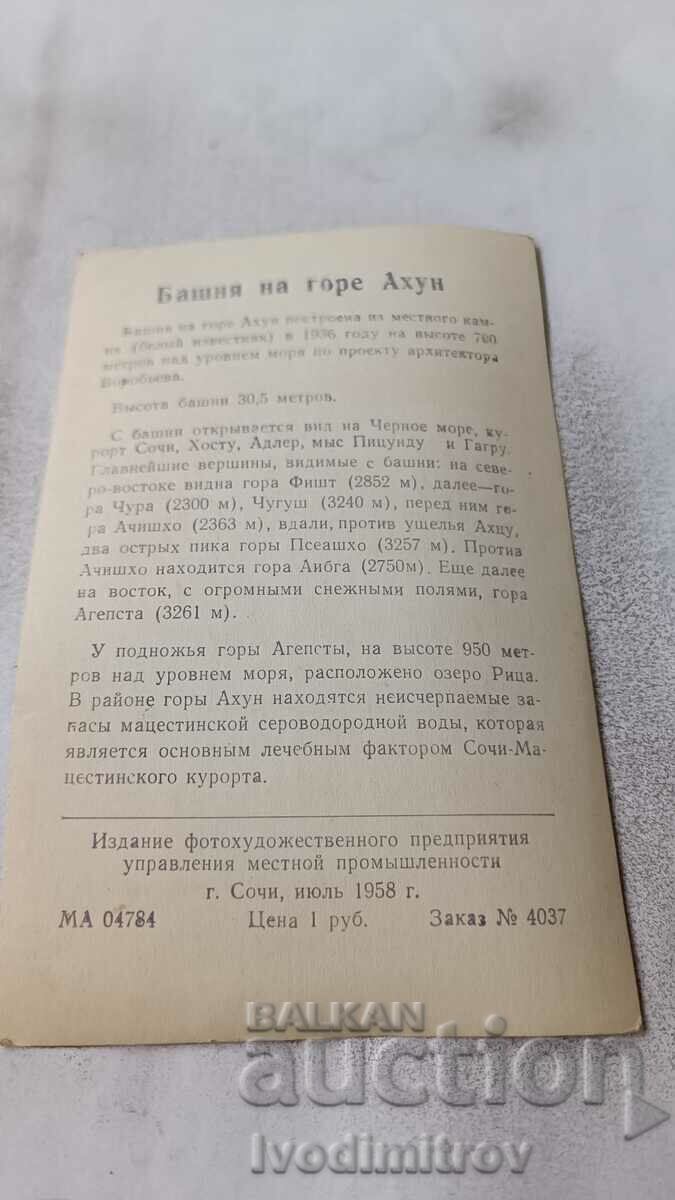 Башня на горе Ахун
Башня на горе Ахун построена из местного кам-
ня (белый известняк) в 1936 году на высоте 700
метров над уровнем моря по проекту архитектора
Воробьева.
Высота башни 30,5 метров.
С башни открывается вид на Черное море, ку-
рорт Сочи, Хосту, Адлер, мыс Пицунду и Гагру.
Главнейшие вершины, видимые с башни: на севе-
ро-востоке видна гора Фишт (2852 м), далее—го-
ра Чура (2300 м), Чугуш (3240 м), перед ним го-
ра Ачишхо (2363 м), вдали, против ущелья Ахцу,
два острых пика горы Псеашхо (3257 м). Против
Ачишхо находится гора Аибга (2750м). Еще далее
на восток, с огромными снежными полями, гора
Агепста (3261 м).
У подножья горы Агепсты, на высоте 950 мет-
ров над уровнем моря, расположено озеро Рица.
В районе горы Ахун находятся неисчерпаемые за-
пасы мацестинской сероводородной воды, которая
является основным лечебным фактором Сочи-Ма-
цестинского курорта.
Издание фотохудожественного предприятия
управления местной промышленности
г. Сочи, июль 1958 г.
МА 04784 Цена 1 руб. Заказ № 4037
BALKAN
auction
Ivodimitrov